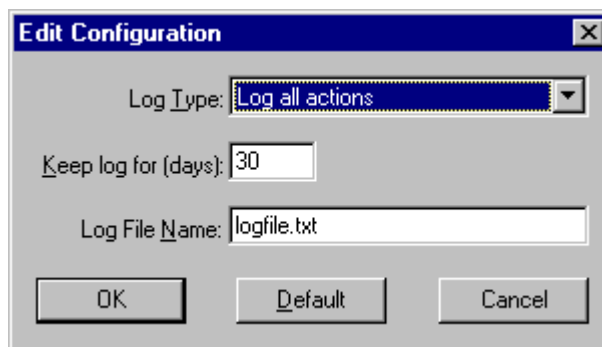 Edit Configuration
Log Type: Log all actions
Keep log for (days): 30
Log File Name: logfile.txt
OK Default Cancel